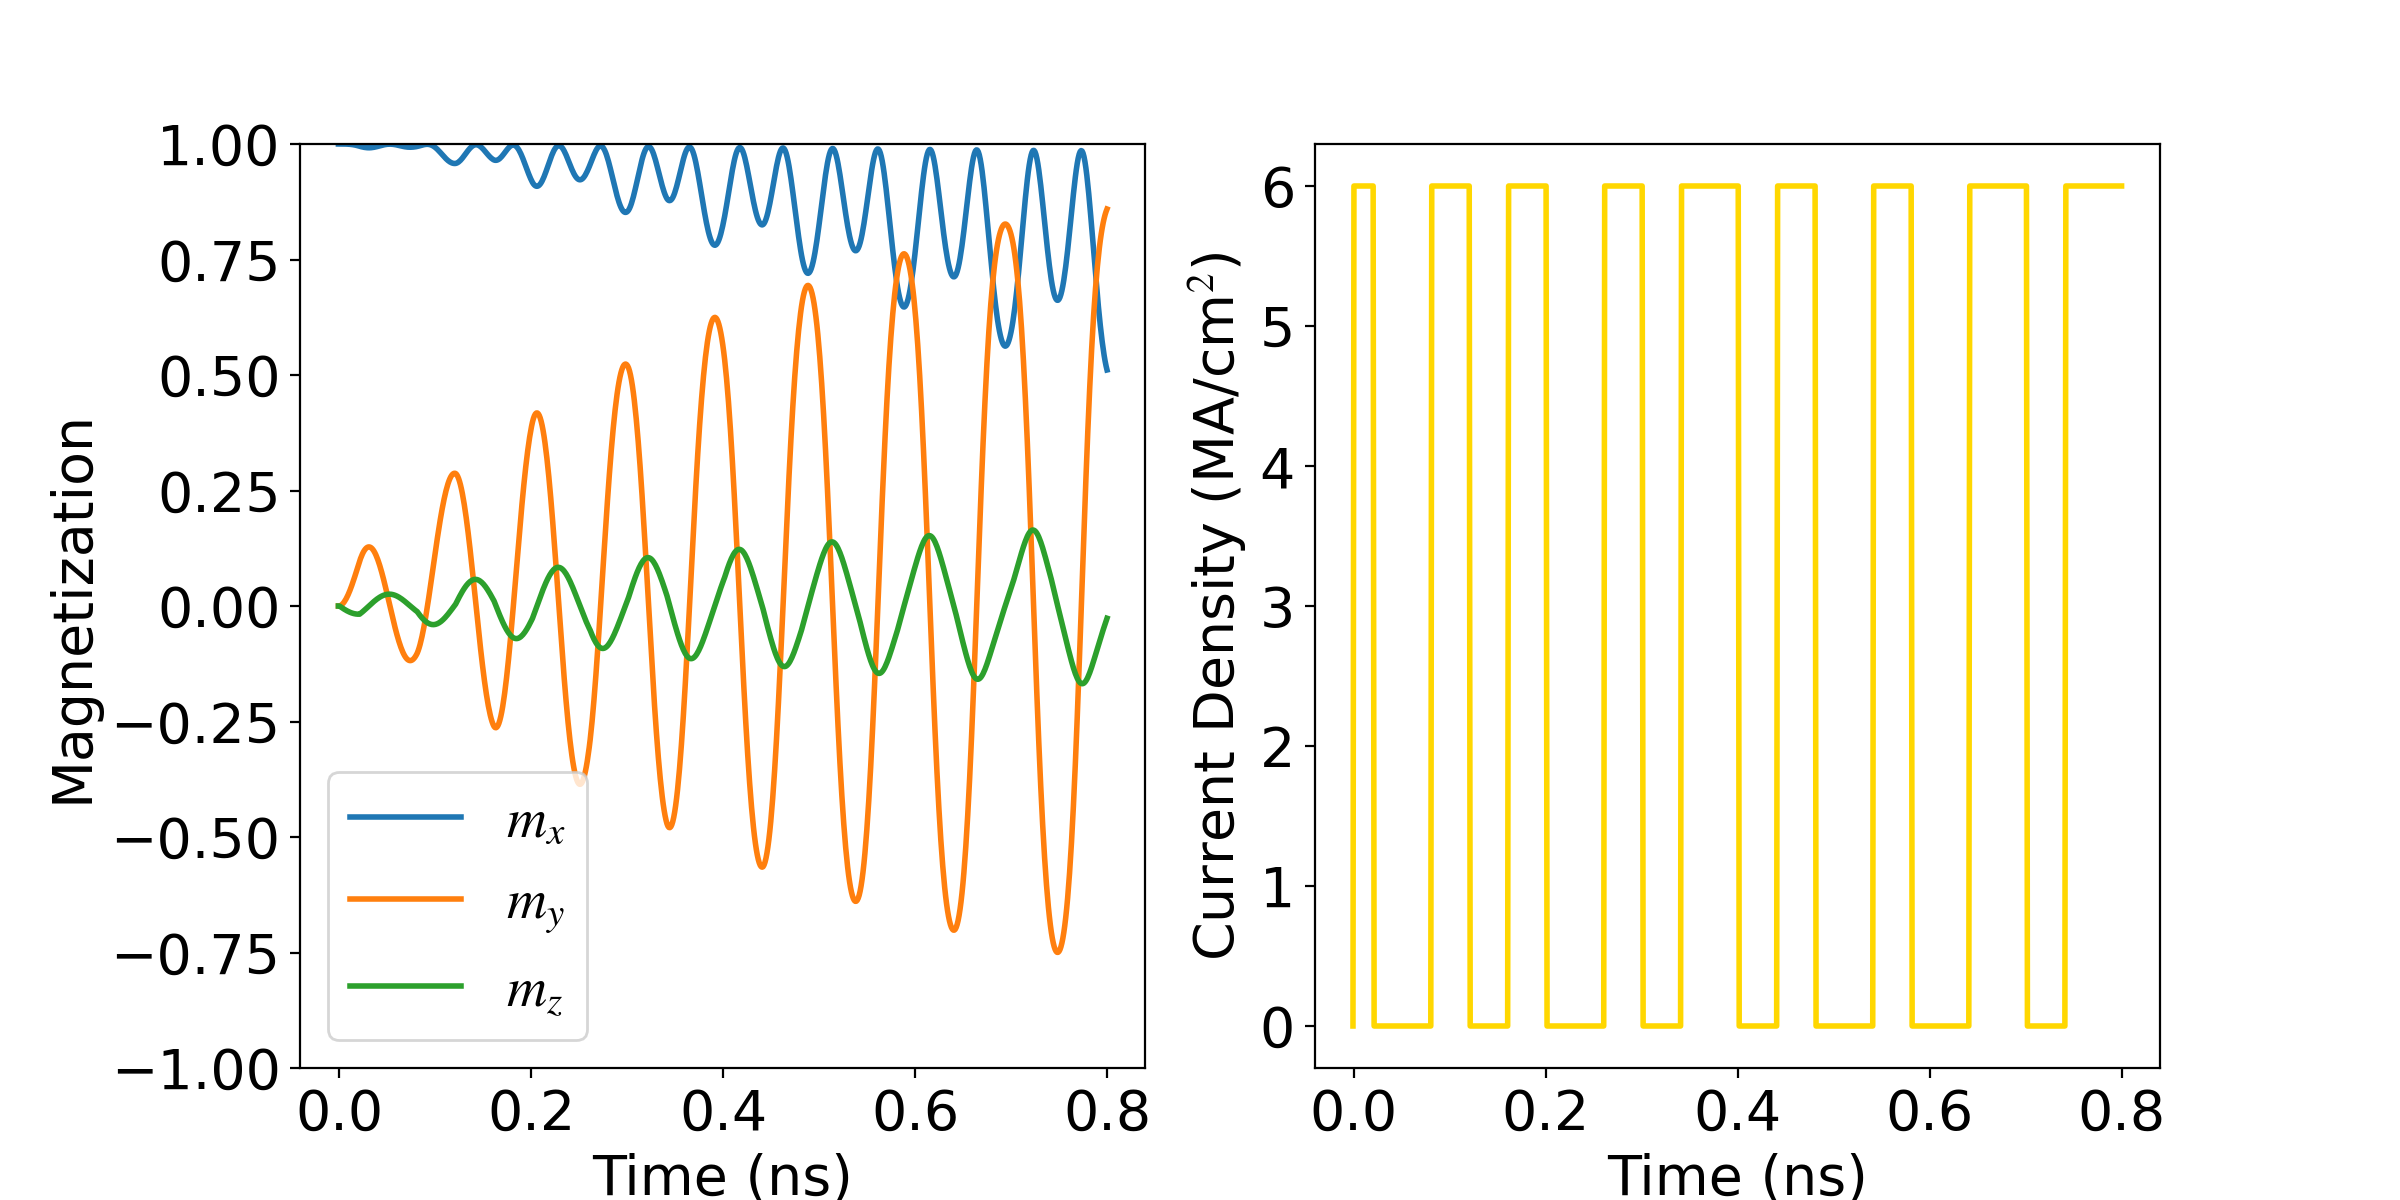 Magnetization
1.00
0.75
0.50
0.25
0.00
−0.25
−0.50
−0.75
−1.00
0.0 0.2 0.4 0.6 0.8
Time (ns)
m_x
m_y
m_z
Current Density (MA/cm²)
6
5
4
3
2
1
0
0.0 0.2 0.4 0.6 0.8
Time (ns)